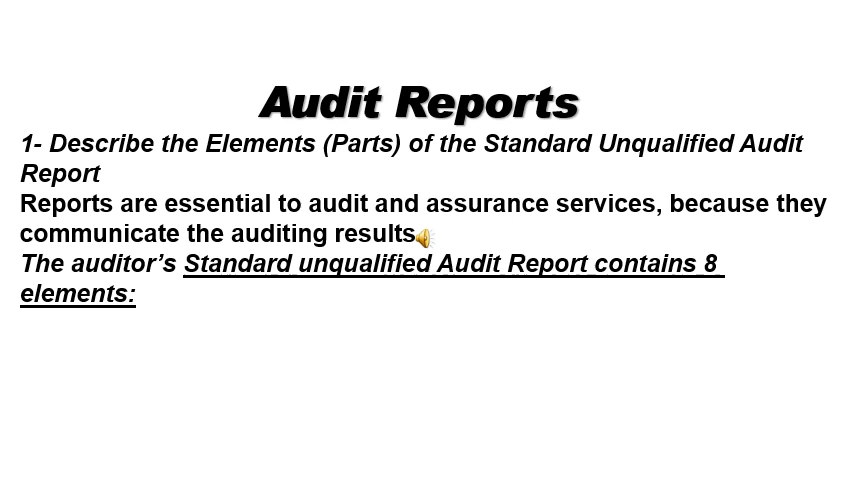 Audit Reports
1- Describe the Elements (Parts) of the Standard Unqualified Audit
Report
Reports are essential to audit and assurance services, because they
communicate the auditing results
The auditor’s Standard unqualified Audit Report contains 8
elements: